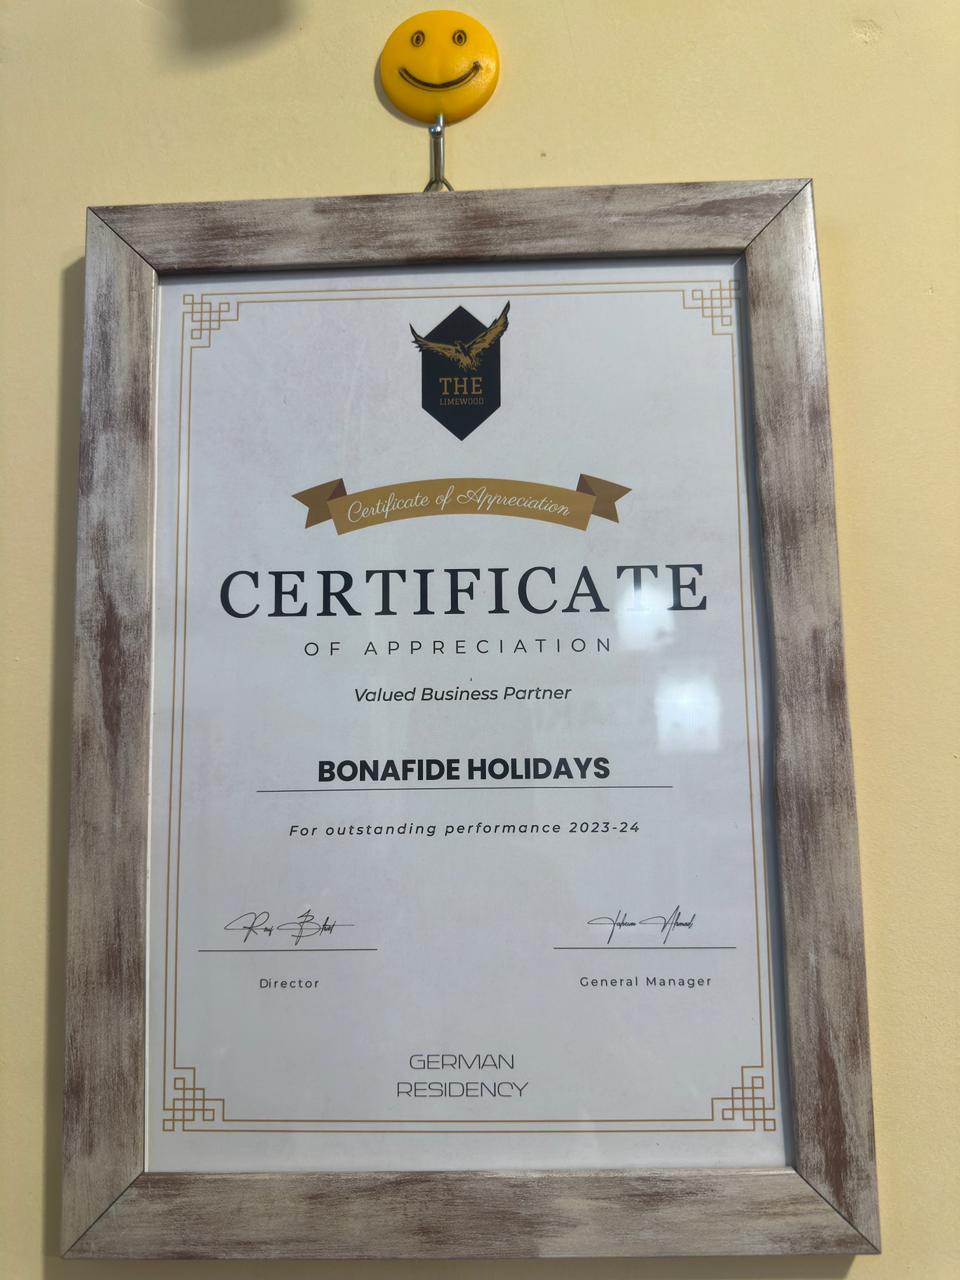 THE
LIMEWOOD
Certificate of Appreciation
CERTIFICATE
OF APPRECIATION
Valued Business Partner
BONAFIDE HOLIDAYS
For outstanding performance 2023-24
Director
General Manager
GERMAN
RESIDENCY